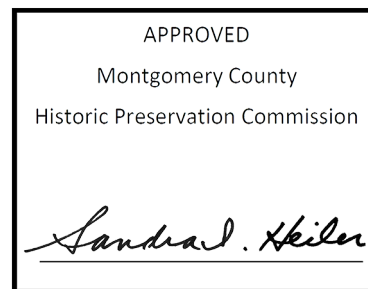 APPROVED
Montgomery County
Historic Preservation Commission
Sandra I. Heiler